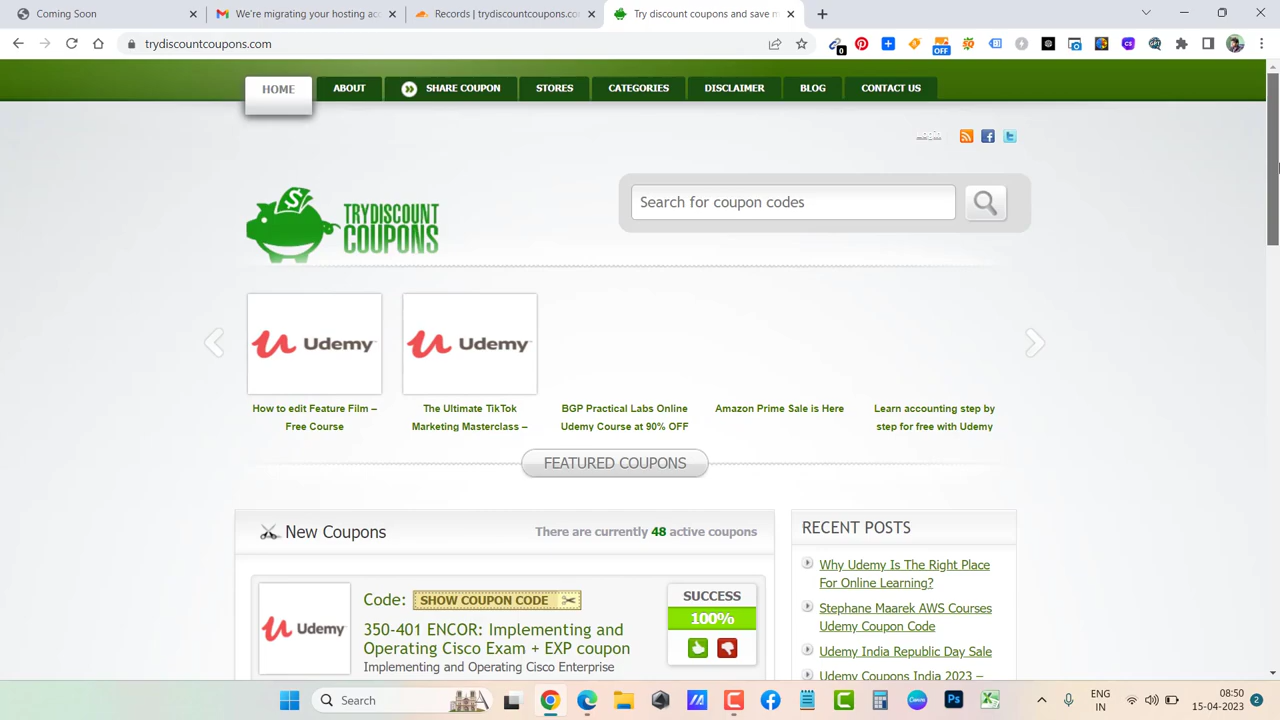 Coming Soon
We're migrating your hosting acc
Records | trydiscountcoupons.co
Try discount coupons and save m
trydiscountcoupons.com
0
OFF
HOME
ABOUT
SHARE COUPON
STORES
CATEGORIES
DISCLAIMER
BLOG
CONTACT US
Login
TRYDISCOUNT
COUPONS
Search for coupon codes
Udemy
Udemy
How to edit Feature Film –
Free Course
The Ultimate TikTok
Marketing Masterclass –
BGP Practical Labs Online
Udemy Course at 90% OFF
Amazon Prime Sale is Here
Learn accounting step by
step for free with Udemy
FEATURED COUPONS
New Coupons
There are currently 48 active coupons
Udemy
Code: SHOW COUPON CODE
350-401 ENCOR: Implementing and
Operating Cisco Exam + EXP coupon
Implementing and Operating Cisco Enterprise
SUCCESS
100%
RECENT POSTS
Why Udemy Is The Right Place
For Online Learning?
Stephane Maarek AWS Courses
Udemy Coupon Code
Udemy India Republic Day Sale
Udemy Coupons India 2023 –
Search
ENG
IN
08:50
15-04-2023
2